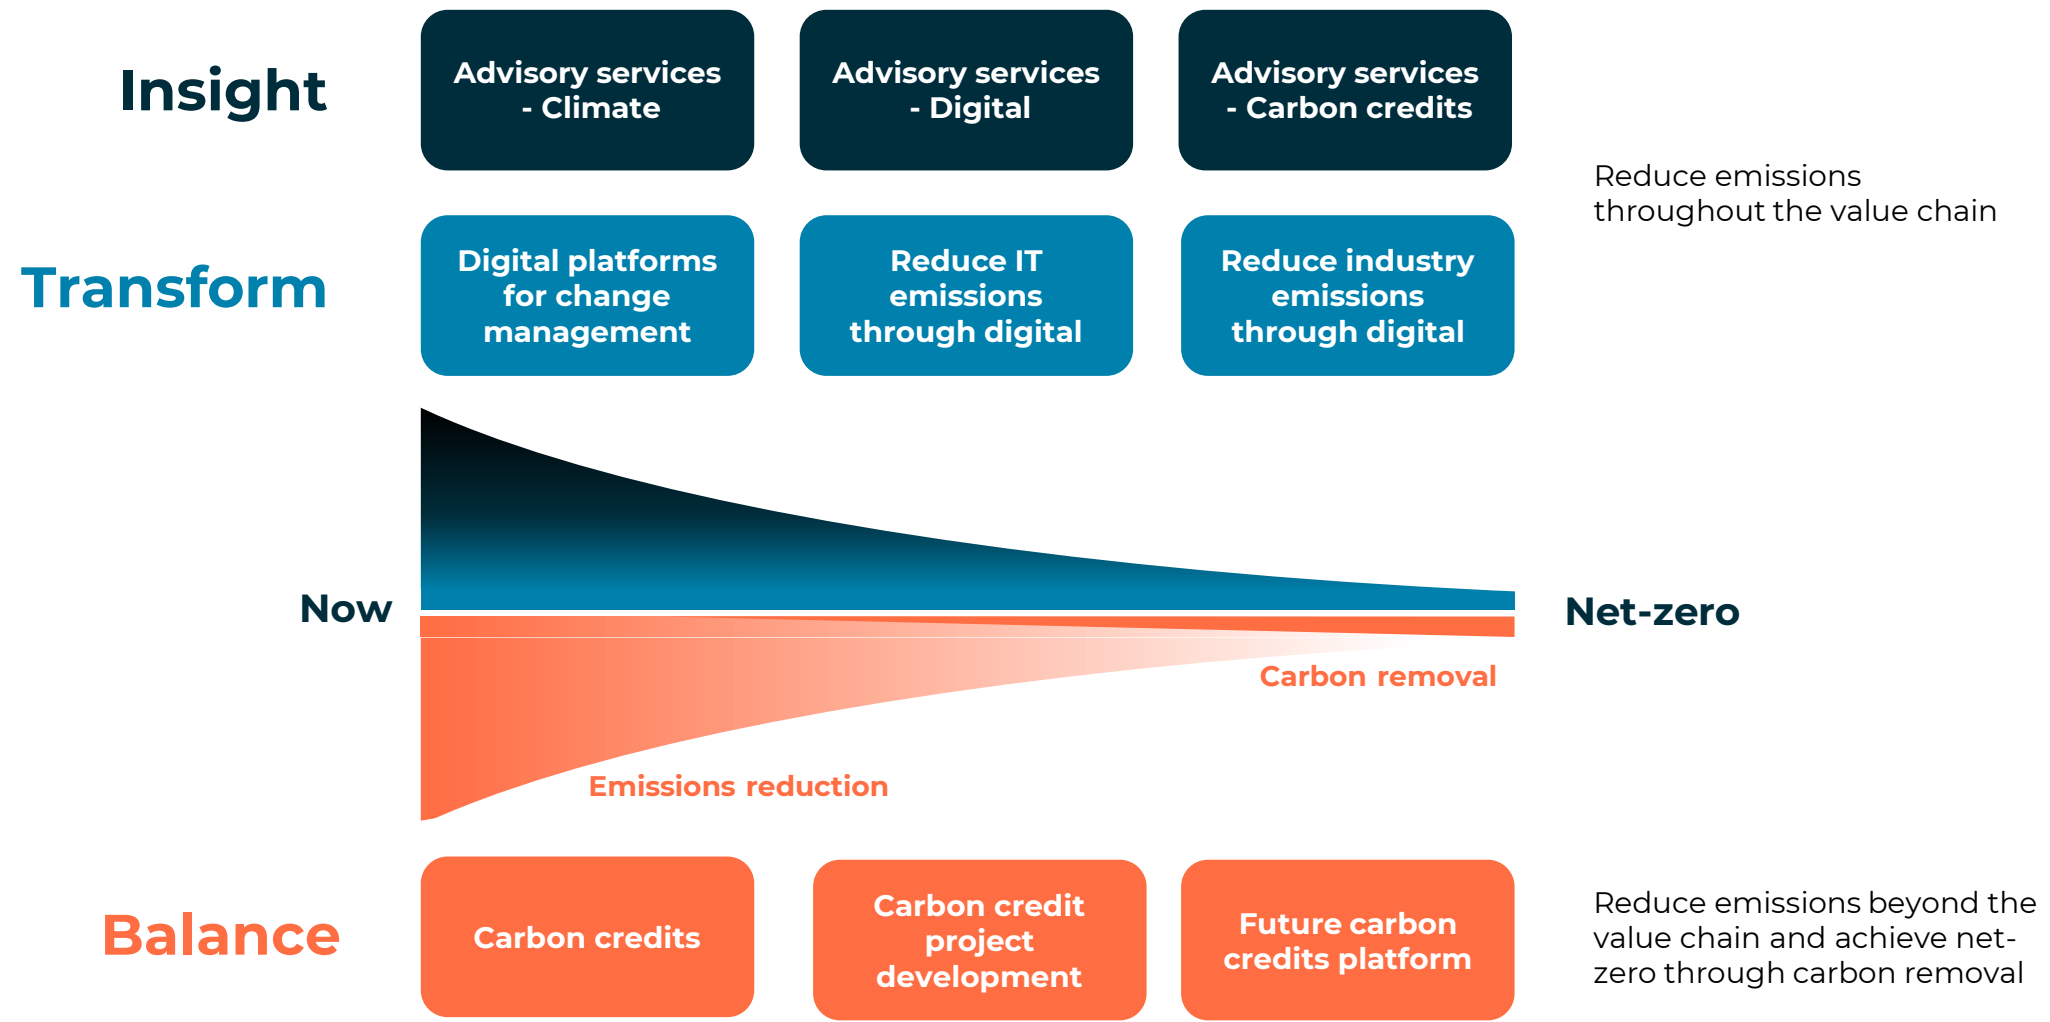 Insight
Advisory services
- Climate
Advisory services
- Digital
Advisory services
- Carbon credits
Reduce emissions
throughout the value chain
Transform
Digital platforms
for change
management
Reduce IT
emissions
through digital
Reduce industry
emissions
through digital
Now
Net-zero
Carbon removal
Emissions reduction
Balance
Carbon credits
Carbon credit
project
development
Future carbon
credits platform
Reduce emissions beyond the
value chain and achieve net-
zero through carbon removal